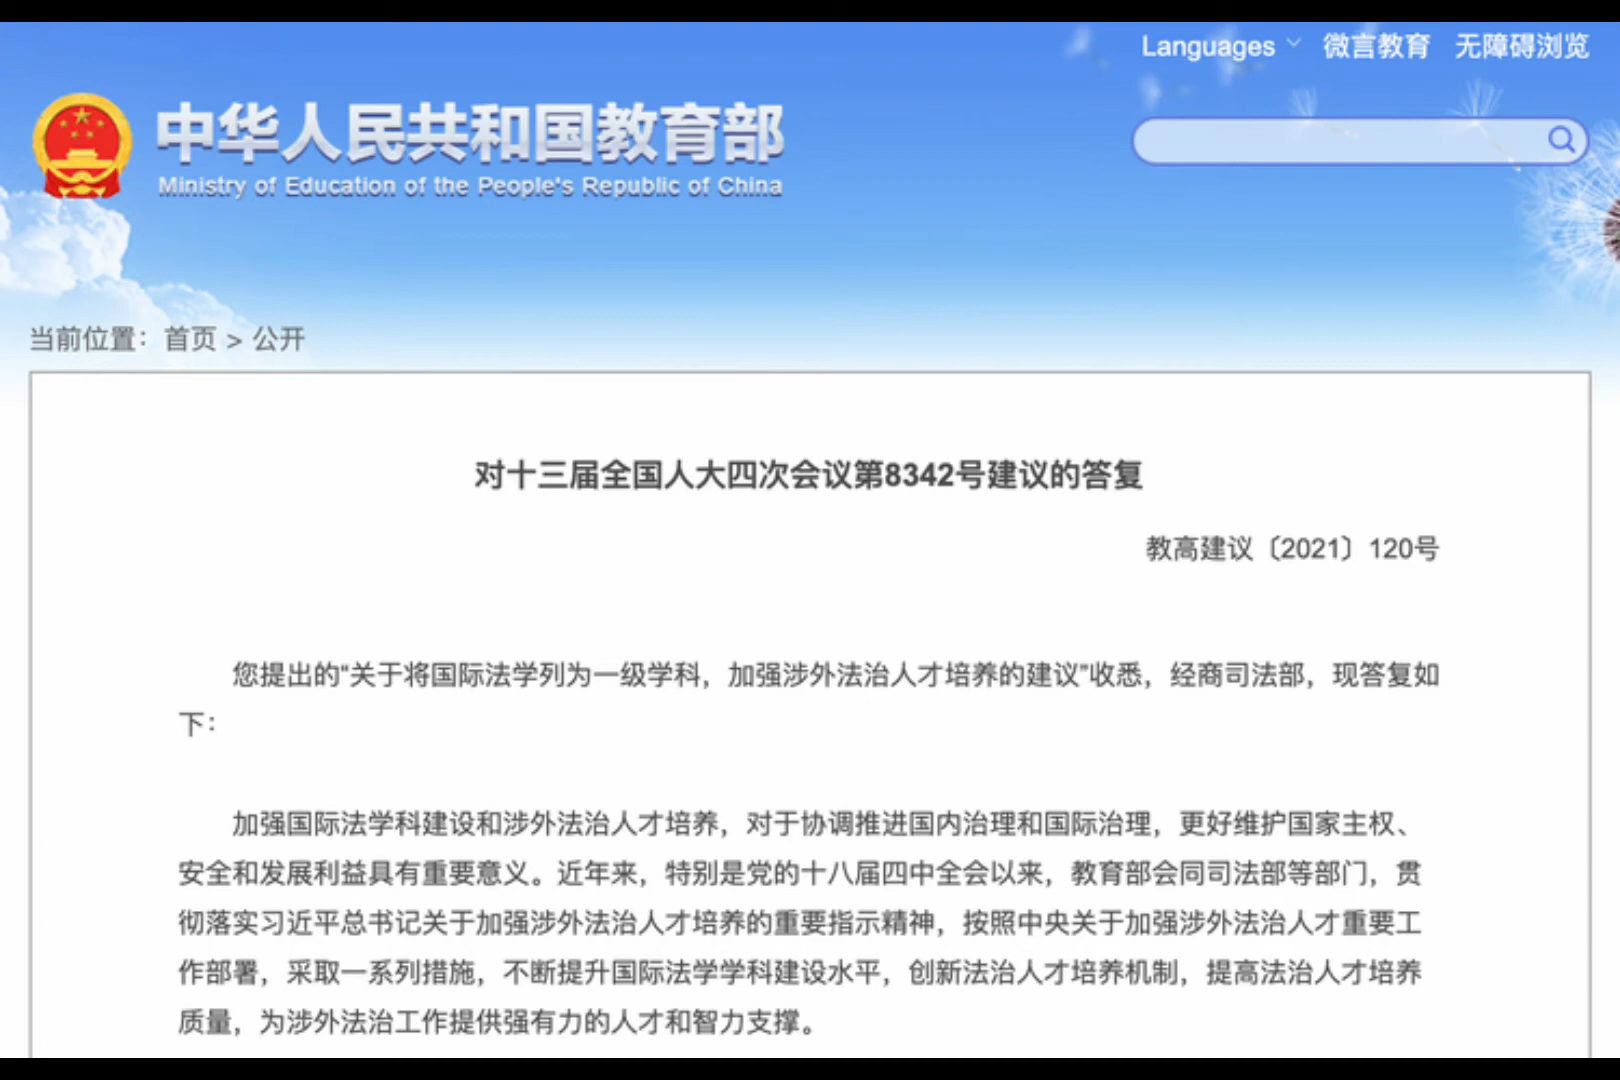 Languages 微言教育 无障碍浏览
中华人民共和国教育部
Ministry of Education of the People's Republic of China
当前位置：首页 > 公开
对十三届全国人大四次会议第8342号建议的答复
教高建议〔2021〕120号
您提出的“关于将国际法学列为一级学科，加强涉外法治人才培养的建议”收悉，经商司法部，现答复如
下：
加强国际法学科建设和涉外法治人才培养，对于协调推进国内治理和国际治理，更好维护国家主权、
安全和发展利益具有重要意义。近年来，特别是党的十八届四中全会以来，教育部会同司法部等部门，贯
彻落实习近平总书记关于加强涉外法治人才培养的重要指示精神，按照中央关于加强涉外法治人才重要工
作部署，采取一系列措施，不断提升国际法学学科建设水平，创新法治人才培养机制，提高法治人才培养
质量，为涉外法治工作提供强有力的人才和智力支撑。